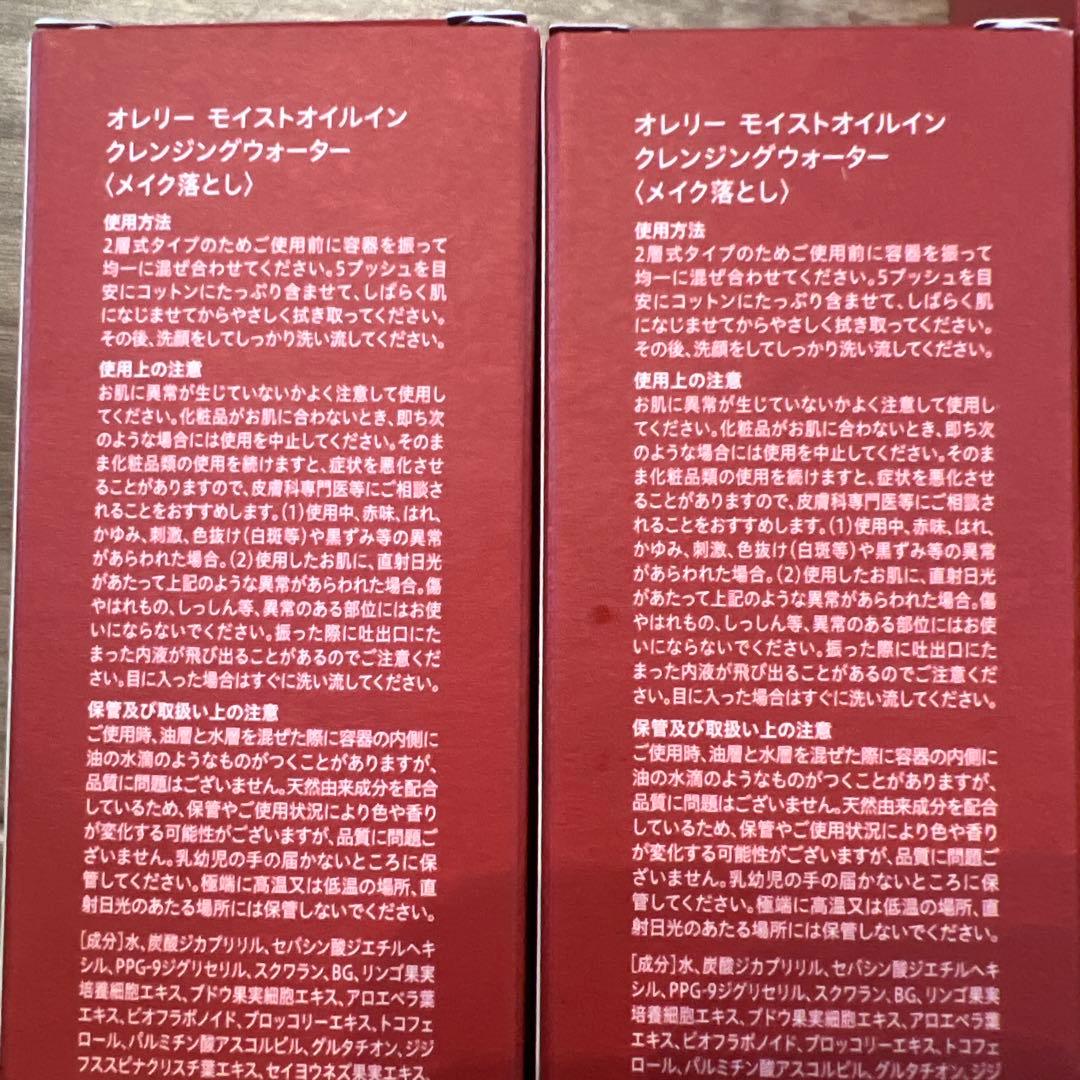 オレリー モイストオイルイン
クレンジングウォーター
〈メイク落とし〉
使用方法
2層式タイプのためご使用前に容器を振って
均一に混ぜ合わせてください。5プッシュを目
安にコットンにたっぷり含ませて、しばらく肌
になじませてからやさしく拭き取ってください。
その後、洗顔をしてしっかり洗い流してください。
使用上の注意
お肌に異常が生じていないかよく注意して使用し
てください。化粧品がお肌に合わないとき、即ち次
のような場合には使用を中止してください。そのま
ま化粧品類の使用を続けますと、症状を悪化させ
ることがありますので、皮膚科専門医等にご相談さ
れることをおすすめします。(1)使用中、赤味、はれ、
かゆみ、刺激、色抜け(白斑等)や黒ずみ等の異常
があらわれた場合。(2)使用したお肌に、直射日光
があたって上記のような異常があらわれた場合。傷
やはれもの、しっしん等、異常のある部位にはお使
いにならないでください。振った際に吐出口にた
まった内液が飛び出ることがあるのでご注意くだ
さい。目に入った場合はすぐに洗い流してください。
保管及び取扱い上の注意
ご使用時、油層と水層を混ぜた際に容器の内側に
油の水滴のようなものがつくことがありますが、
品質に問題はございません。天然由来成分を配合
しているため、保管やご使用状況により色や香り
が変化する可能性がございますが、品質に問題ご
ざいません。乳幼児の手の届かないところに保
管してください。極端に高温又は低温の場所、直
射日光のあたる場所には保管しないでください。
[成分]水、炭酸ジカプリリル、セバシン酸ジエチルヘキ
シル、PPG-9ジグリセリル、スクワラン、BG、リンゴ果実
培養細胞エキス、ブドウ果実細胞エキス、アロエベラ葉
エキス、ビオフラボノイド、ブロッコリーエキス、トコフェ
ロール、パルミチン酸アスコルビル、グルタチオン、ジジ
フススピナクリスチ葉エキス、セイヨウネズ果実エキス、
オレリー モイストオイルイン
クレンジングウォーター
〈メイク落とし〉
使用方法
2層式タイプのためご使用前に容器を振って
均一に混ぜ合わせてください。5プッシュを目
安にコットンにたっぷり含ませて、しばらく肌
になじませてからやさしく拭き取ってください。
その後、洗顔をしてしっかり洗い流してください。
使用上の注意
お肌に異常が生じていないかよく注意して使用し
てください。化粧品がお肌に合わないとき、即ち次
のような場合には使用を中止してください。そのま
ま化粧品類の使用を続けますと、症状を悪化させ
ることがありますので、皮膚科専門医等にご相談さ
れることをおすすめします。(1)使用中、赤味、はれ、
かゆみ、刺激、色抜け(白斑等)や黒ずみ等の異常
があらわれた場合。(2)使用したお肌に、直射日光
があたって上記のような異常があらわれた場合。傷
やはれもの、しっしん等、異常のある部位にはお使
いにならないでください。振った際に吐出口にた
まった内液が飛び出ることがあるのでご注意くだ
さい。目に入った場合はすぐに洗い流してください。
保管及び取扱い上の注意
ご使用時、油層と水層を混ぜた際に容器の内側に
油の水滴のようなものがつくことがありますが、
品質に問題はございません。天然由来成分を配合
しているため、保管やご使用状況により色や香り
が変化する可能性がございますが、品質に問題ご
ざいません。乳幼児の手の届かないところに保
管してください。極端に高温又は低温の場所、直
射日光のあたる場所には保管しないでください。
[成分]水、炭酸ジカプリリル、セバシン酸ジエチルヘキ
シル、PPG-9ジグリセリル、スクワラン、BG、リンゴ果実
培養細胞エキス、ブドウ果実細胞エキス、アロエベラ葉
エキス、ビオフラボノイド、ブロッコリーエキス、トコフェ
ロール、パルミチン酸アスコルビル、グルタチオン、ジジ